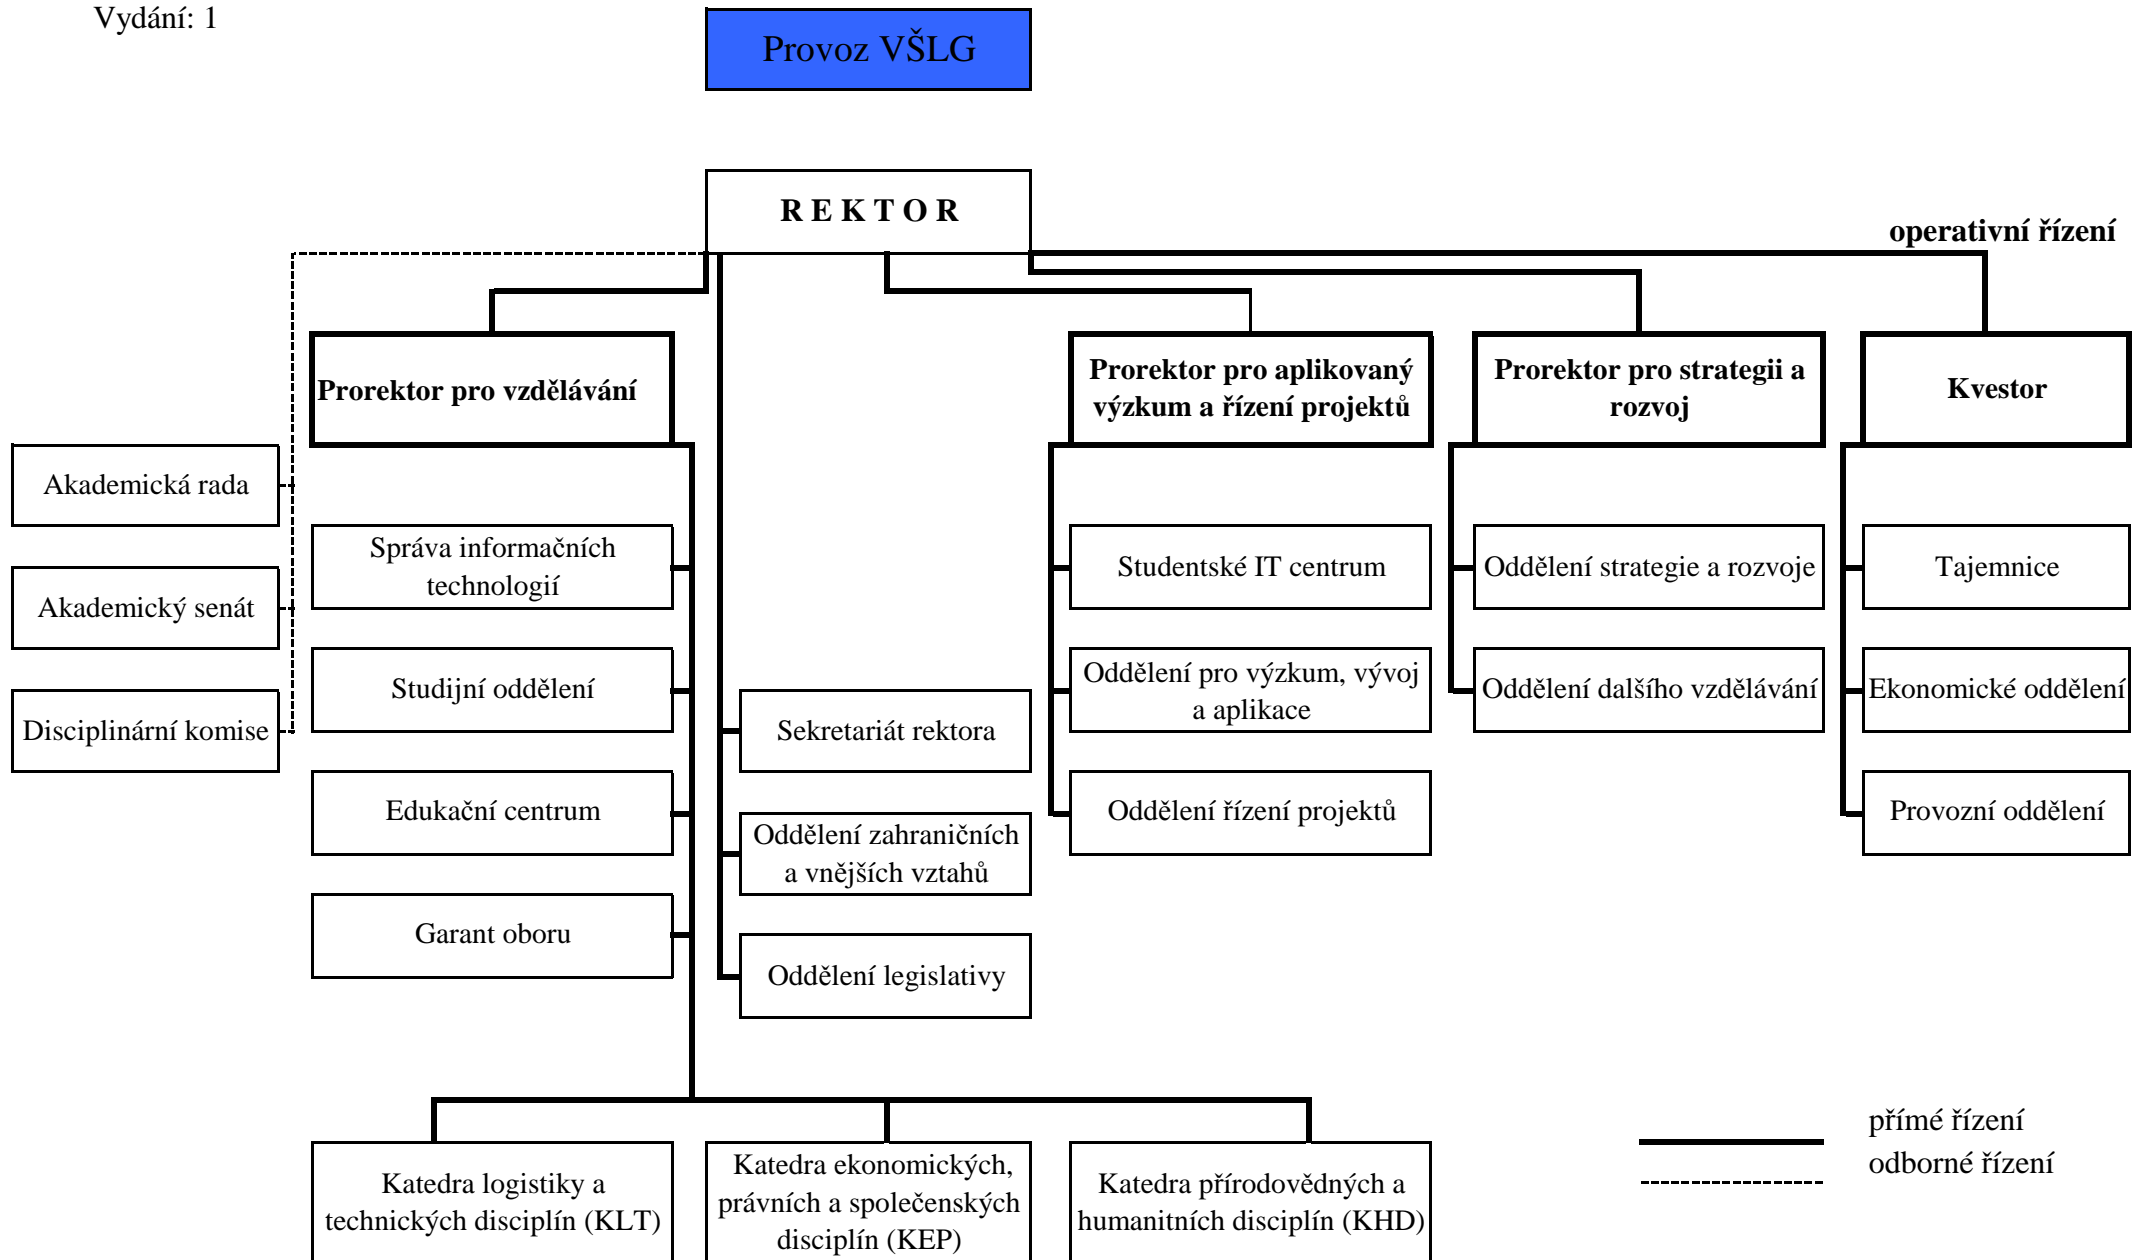 Vydání: 1
Provoz VŠLG
R E K T O R
operativní řízení
Prorektor pro vzdělávání
Prorektor pro aplikovaný
výzkum a řízení projektů
Prorektor pro strategii a
rozvoj
Kvestor
Akademická rada
Akademický senát
Disciplinární komise
Správa informačních
technologií
Studijní oddělení
Edukační centrum
Garant oboru
Sekretariát rektora
Oddělení zahraničních
a vnějších vztahů
Oddělení legislativy
Studentské IT centrum
Oddělení pro výzkum, vývoj
a aplikace
Oddělení řízení projektů
Oddělení strategie a rozvoje
Oddělení dalšího vzdělávání
Tajemnice
Ekonomické oddělení
Provozní oddělení
Katedra logistiky a
technických disciplín (KLT)
Katedra ekonomických,
právních a společenských
disciplín (KEP)
Katedra přírodovědných a
humanitních disciplín (KHD)
přímé řízení
odborné řízení